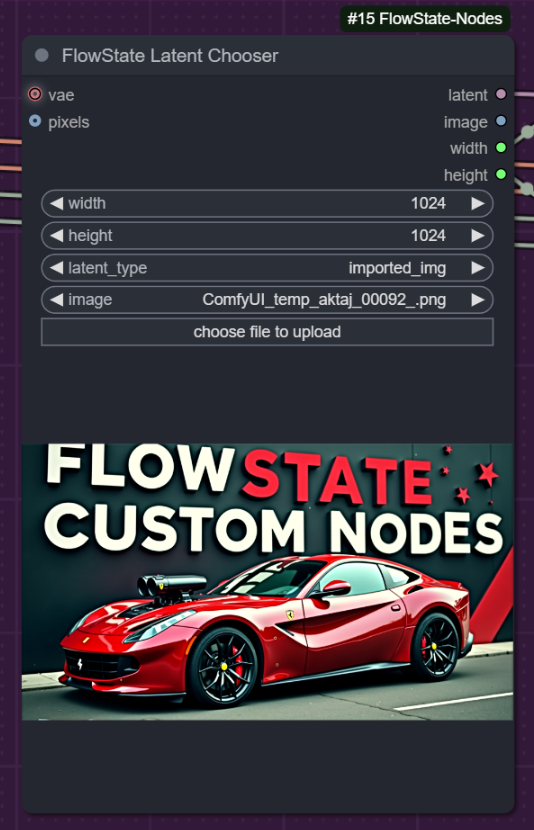 #15 FlowState-Nodes
FlowState Latent Chooser
vae latent
pixels image
width
height
width 1024
height 1024
latent_type imported_img
image ComfyUI_temp_aktaj_00092_.png
choose file to upload
FLOW STATE
CUSTOM NODES